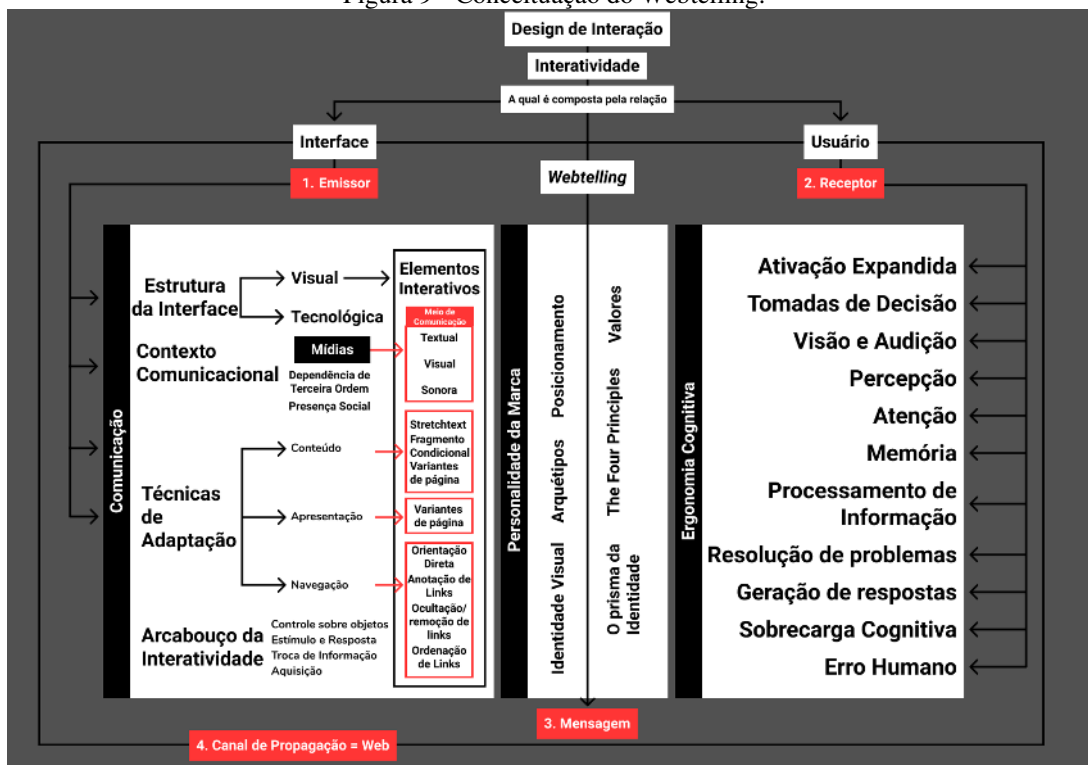 Figura 9 - Conceituação do Webtelling.
Design de Interação
Interatividade
A qual é composta pela relação
Interface
Usuário
1. Emissor
Webtelling
2. Receptor
Comunicação
Estrutura
da Interface
Visual
Tecnológica
Contexto
Comunicacional
Mídias
Dependência de
Terceira Ordem
Presença Social
Técnicas
de
Adaptação
Conteúdo
Apresentação
Navegação
Arcabouço da
Interatividade
Controle sobre objetos
Estímulo e Resposta
Troca de Informação
Aquisição
Elementos
Interativos
Meio de
Comunicação
Textual
Visual
Sonora
Stretchtext
Fragmento
Condicional
Variantes
de página
Variantes
de página
Orientação
Direta
Anotação de
Links
Ocultação/
remoção de
links
Ordenação
de Links
Personalidade da Marca
Identidade Visual
Arquétipos
Posicionamento
O prisma da
Identidade
The Four Principles
Valores
Ergonomia Cognitiva
Ativação Expandida
Tomadas de Decisão
Visão e Audição
Percepção
Atenção
Memória
Processamento de
Informação
Resolução de problemas
Geração de respostas
Sobrecarga Cognitiva
Erro Humano
3. Mensagem
4. Canal de Propagação = Web